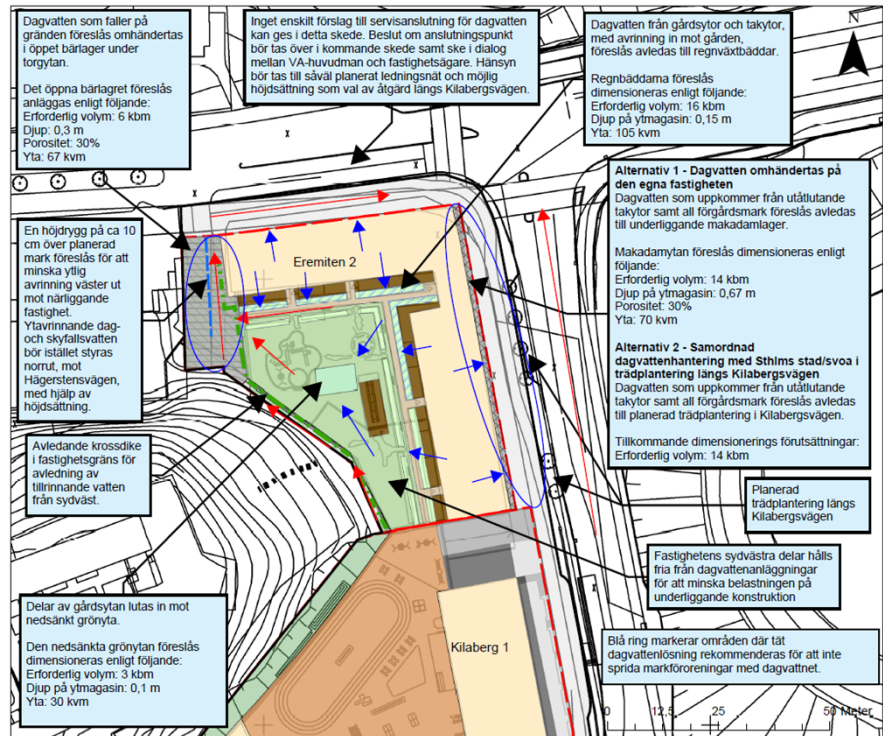 Dagvatten som faller på
gränden föreslås omhändertas
i öppet bärlager under
torgytan.
Det öppna bärlagret föreslås
anläggas enligt följande:
Erforderlig volym: 6 kbm
Djup: 0,3 m
Porositet: 30%
Yta: 67 kvm
Inget enskilt förslag till servisanslutning för dagvatten
kan ges i detta skede. Beslut om anslutningspunkt
bör tas över i kommande skede samt ske i dialog
mellan VA-huvudman och fastighetsägare. Hänsyn
bör tas till såväl planerat ledningsnät och möjlig
höjdsättning som val av åtgärd längs Kilabergsvägen.
Dagvatten från gårdsytor och takytor,
med avrinning in mot gården,
föreslås avledas till regnväxtbäddar.
Regnbäddarna föreslås
dimensioneras enligt följande:
Erforderlig volym: 16 kbm
Djup på ytmagasin: 0,15 m
Yta: 105 kvm
N
Alternativ 1 - Dagvatten omhändertas på
den egna fastigheten
Dagvatten som uppkommer från utåtlutande
takytor samt all förgårdsmark föreslås avledas
till underliggande makadamlager.
Makadamytan föreslås dimensioneras enligt
följande:
Erforderlig volym: 14 kbm
Djup på ytmagasin: 0,67 m
Porositet: 30%
Yta: 70 kvm
Alternativ 2 - Samordnad
dagvattenhantering med Sthlms stad/svoa i
trädplantering längs Kilabergsvägen
Dagvatten som uppkommer från utåtlutande
takytor samt all förgårdsmark föreslås avledas
till planerad trädplantering i Kilabergsvägen.
Tillkommande dimensionerings förutsättningar:
Erforderlig volym: 14 kbm
En höjdrygg på ca 10
cm över planerad
mark föreslås för att
minska ytlig
avrinning väster ut
mot närliggande
fastighet.
Ytavrinnande dag-
och skyfallsvatten
bör istället styras
norrut, mot
Hägerstensvägen,
med hjälp av
höjdsättning.
Eremiten 2
Avledande krossdike
i fastighetsgräns för
avledning av
tillrinnande vatten
från sydväst.
Planerad
trädplantering längs
Kilabergsvägen
Fastighetens sydvästra delar hålls
fria från dagvattenanläggningar
för att minska belastningen på
underliggande konstruktion
Delar av gårdsytan lutas in mot
nedsänkt grönyta.
Den nedsänkta grönytan föreslås
dimensioneras enligt följande:
Erforderlig volym: 3 kbm
Djup på ytmagasin: 0,1 m
Yta: 30 kvm
Kilaberg 1
Blå ring markerar områden där tät
dagvattenlösning rekommenderas för att inte
sprida markföroreningar med dagvattnet.
0 12,5 25 50 Meter